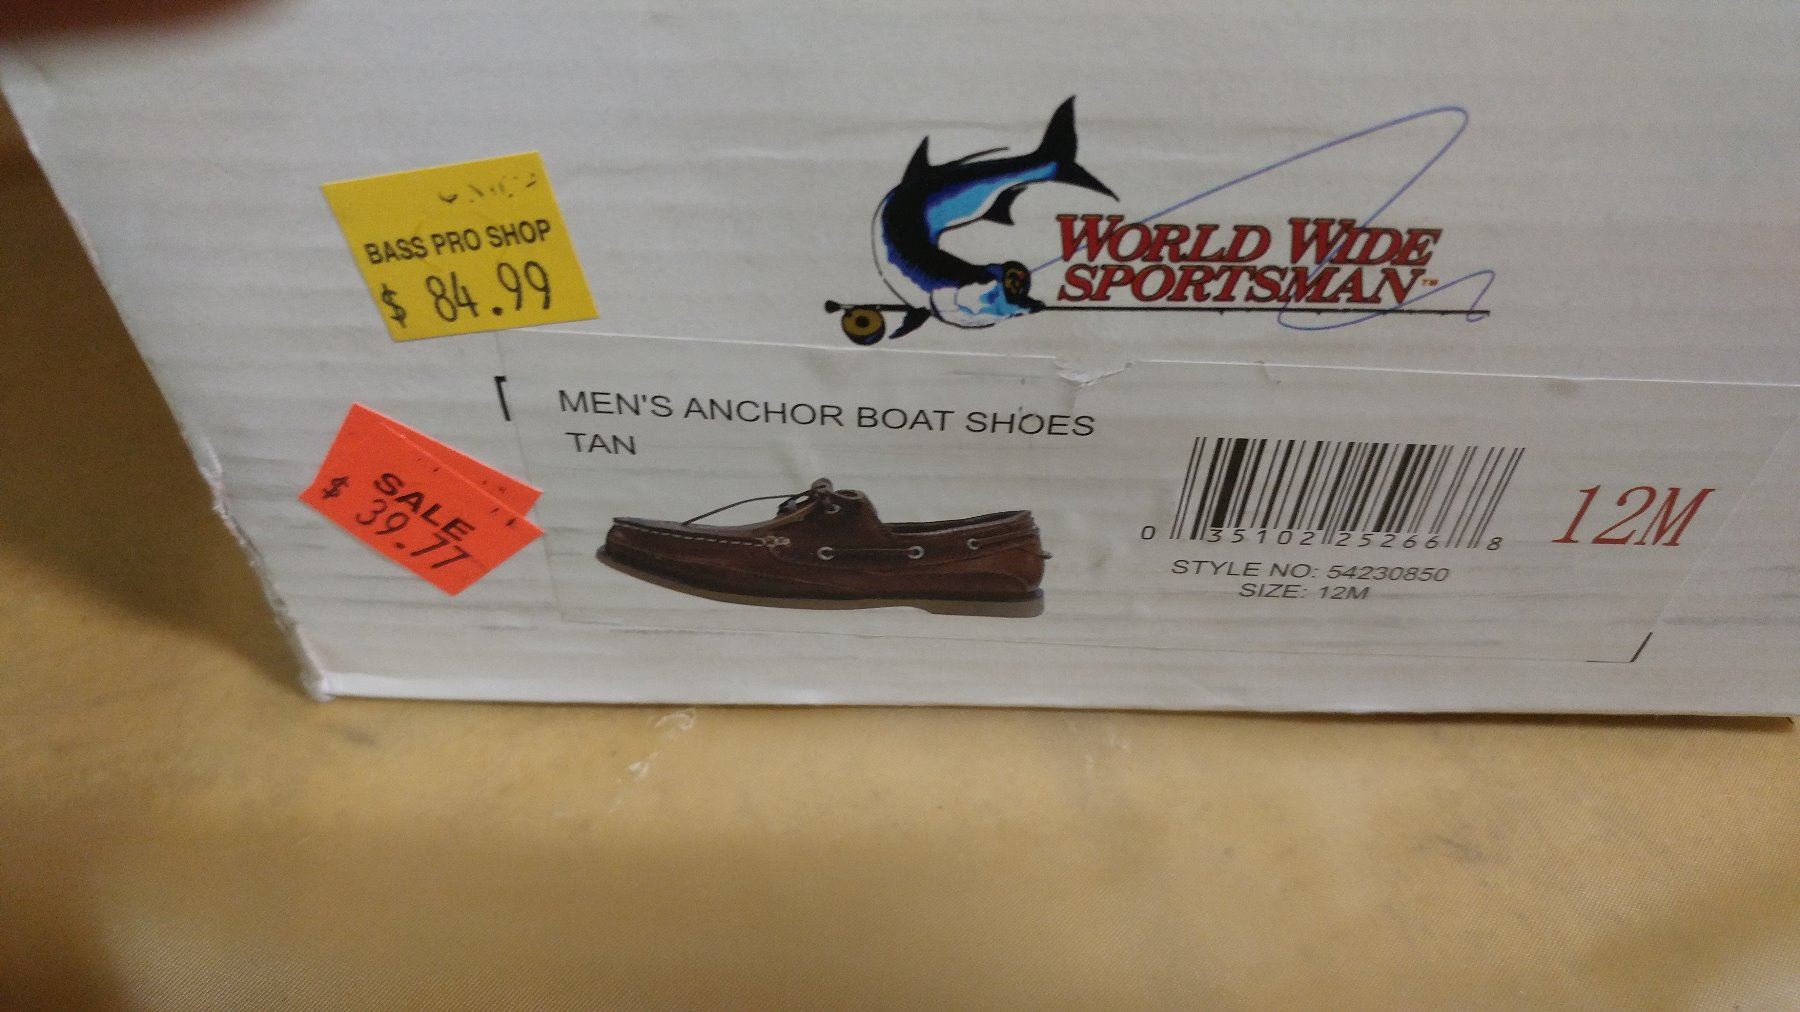 BASS PRO SHOP
$ 84.99
WORLD WIDE
SPORTSMAN™
MEN'S ANCHOR BOAT SHOES
TAN
SALE
$ 39.77
0 35102 25266 8
STYLE NO: 54230850
SIZE: 12M
12M